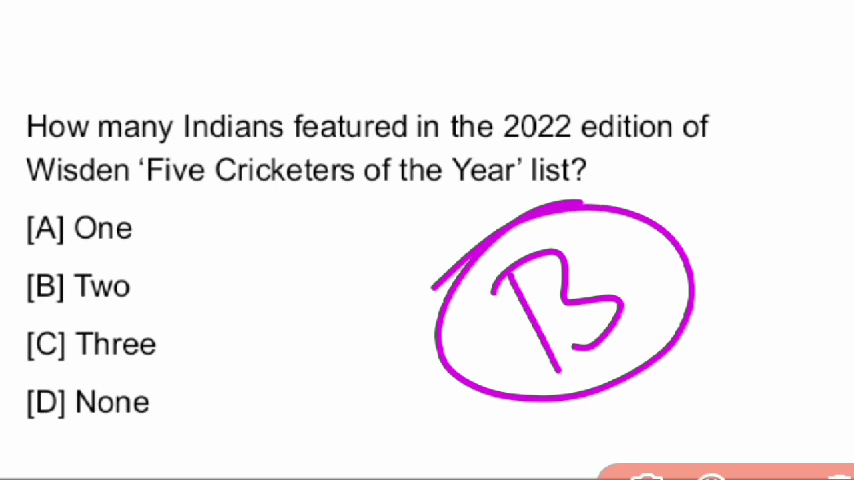 How many Indians featured in the 2022 edition of
Wisden ‘Five Cricketers of the Year’ list?
[A] One
[B] Two
[C] Three
[D] None
B